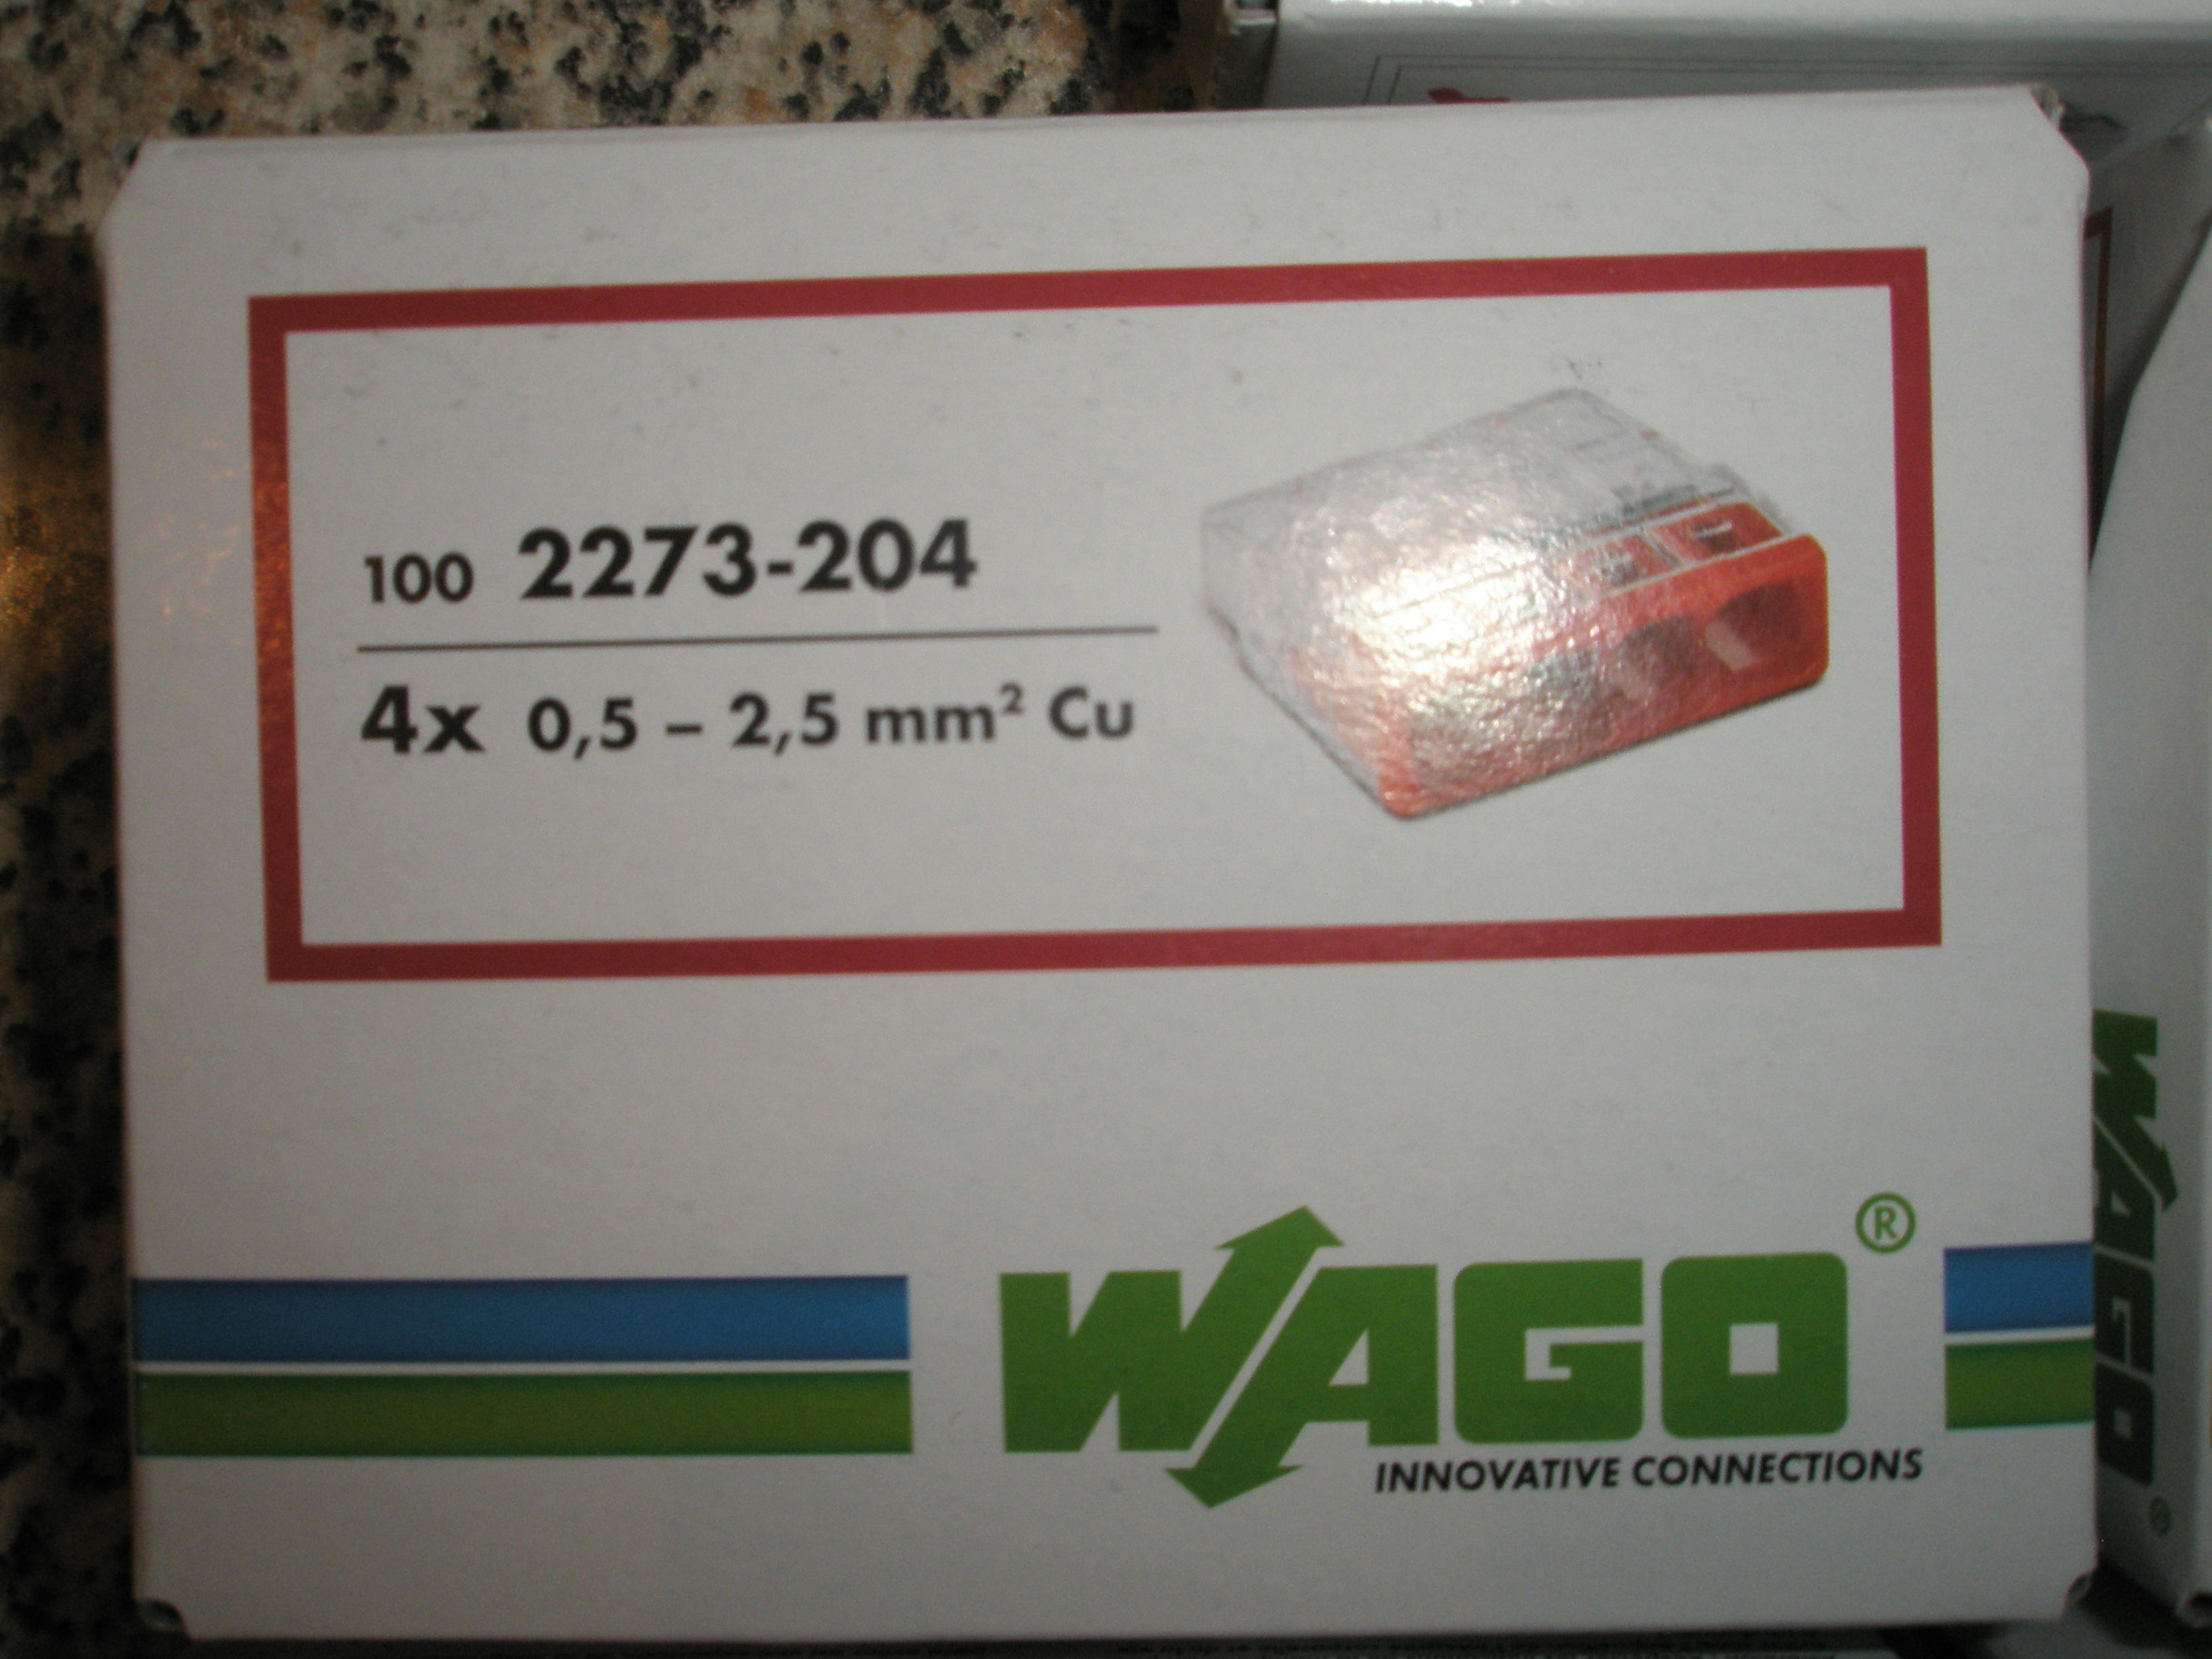 100 2273-204
4x 0,5 – 2,5 mm² Cu
WAGO®
INNOVATIVE CONNECTIONS
WAGO®